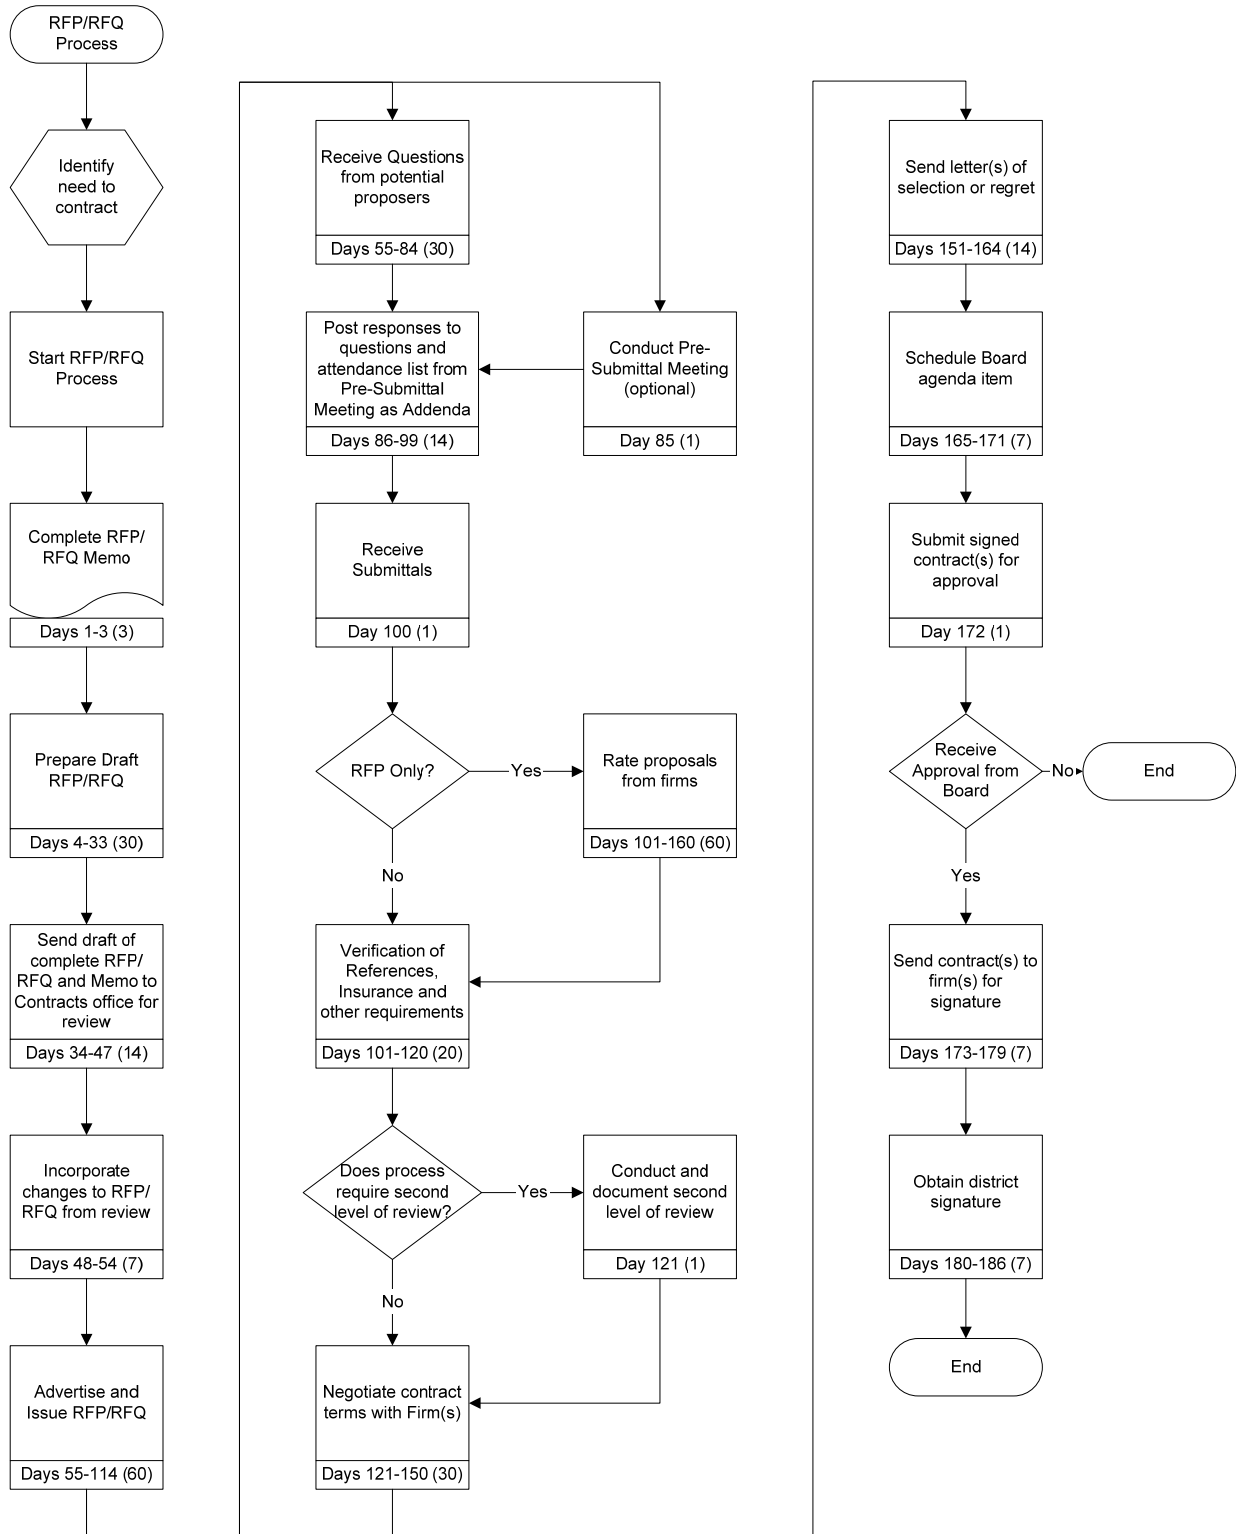 RFP/RFQ
Process
Identify
need to
contract
Start RFP/RFQ
Process
Complete RFP/
RFQ Memo
Days 1-3 (3)
Prepare Draft
RFP/RFQ
Days 4-33 (30)
Send draft of
complete RFP/
RFQ and Memo to
Contracts office for
review
Days 34-47 (14)
Incorporate
changes to RFP/
RFQ from review
Days 48-54 (7)
Advertise and
Issue RFP/RFQ
Days 55-114 (60)
Receive Questions
from potential
proposers
Days 55-84 (30)
Post responses to
questions and
attendance list from
Pre-Submittal
Meeting as Addenda
Days 86-99 (14)
Conduct Pre-
Submittal Meeting
(optional)
Day 85 (1)
Receive
Submittals
Day 100 (1)
RFP Only?
Yes
Rate proposals
from firms
Days 101-160 (60)
No
Verification of
References,
Insurance and
other requirements
Days 101-120 (20)
Does process
require second
level of review?
Yes
Conduct and
document second
level of review
Day 121 (1)
No
Negotiate contract
terms with Firm(s)
Days 121-150 (30)
Send letter(s) of
selection or regret
Days 151-164 (14)
Schedule Board
agenda item
Days 165-171 (7)
Submit signed
contract(s) for
approval
Day 172 (1)
Receive
Approval from
Board
No
End
Yes
Send contract(s) to
firm(s) for
signature
Days 173-179 (7)
Obtain district
signature
Days 180-186 (7)
End